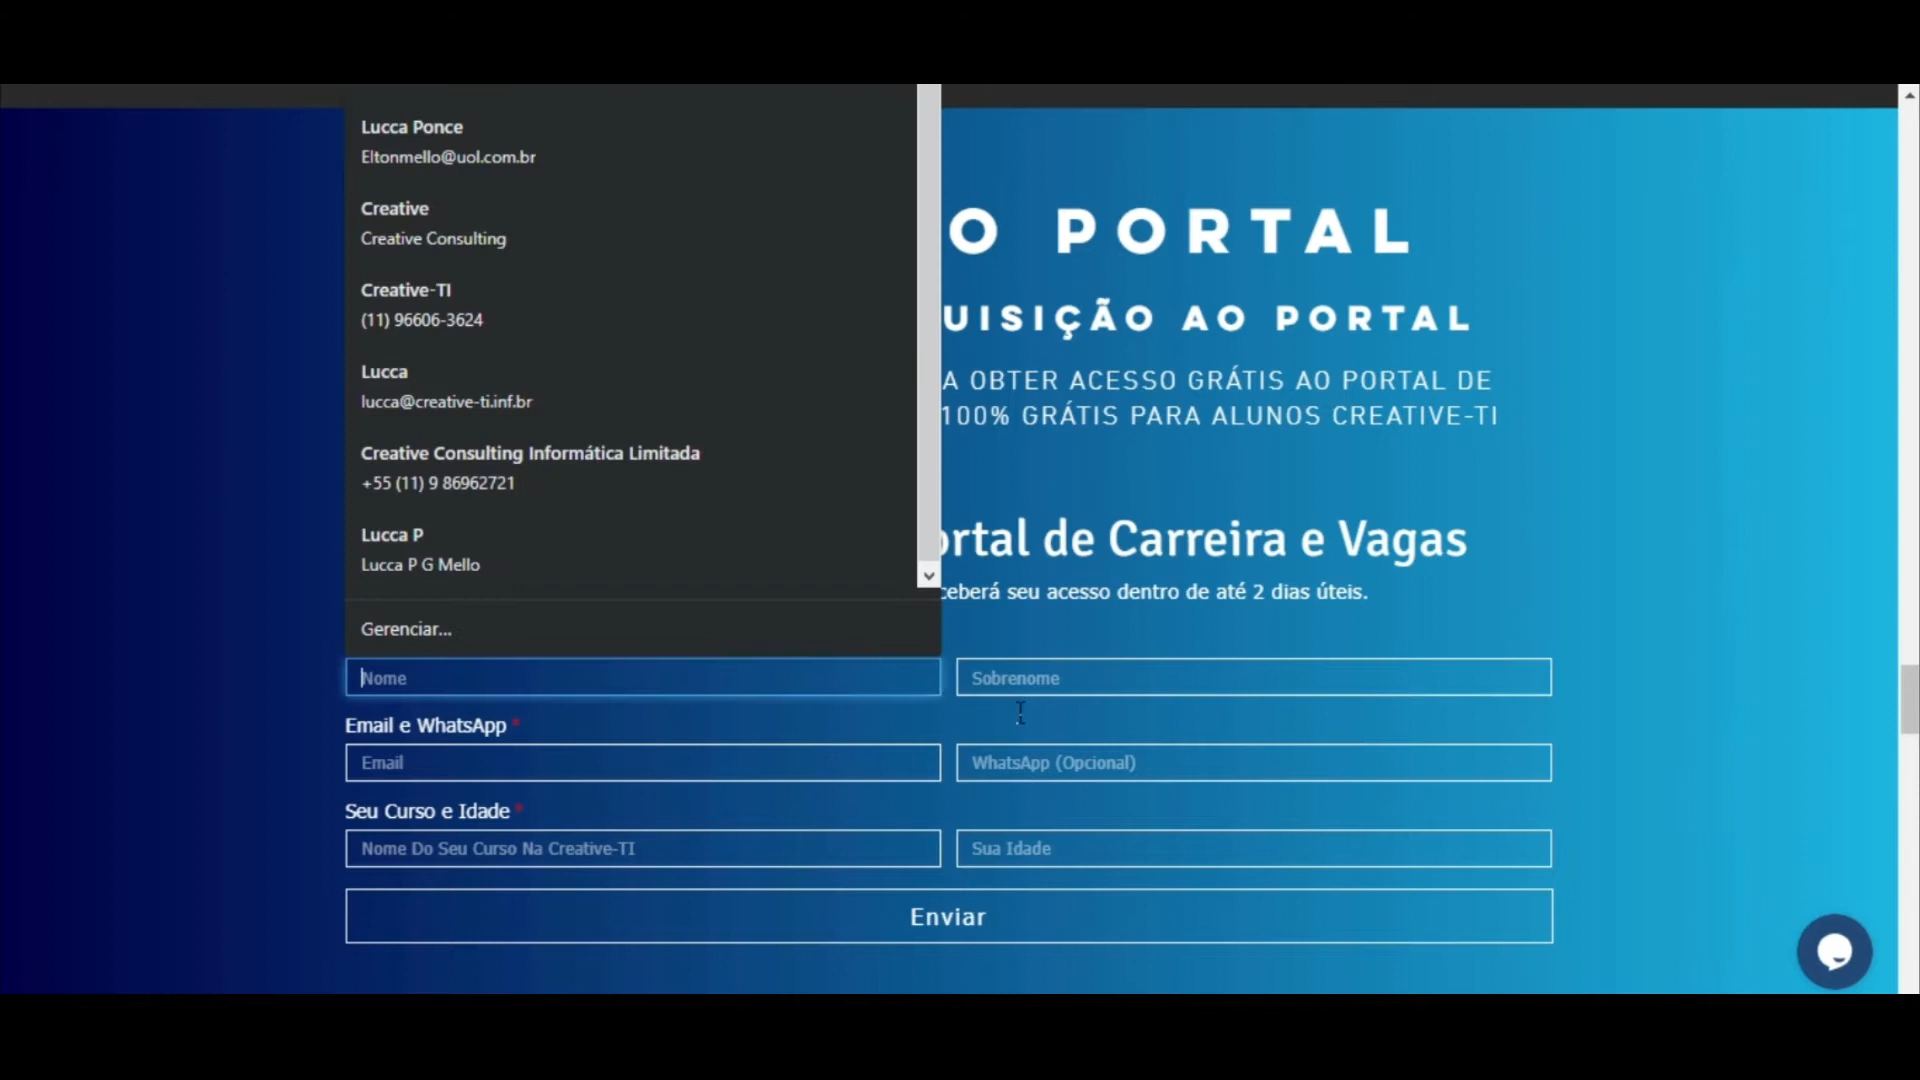 Lucca Ponce
Eltonmello@uol.com.br
Creative
Creative Consulting
Creative-TI
(11) 96606-3624
Lucca
lucca@creative-ti.inf.br
Creative Consulting Informática Limitada
+55 (11) 9 86962721
Lucca P
Lucca P G Mello
Gerenciar...
O PORTAL
UISIÇÃO AO PORTAL
A OBTER ACESSO GRÁTIS AO PORTAL DE
100% GRÁTIS PARA ALUNOS CREATIVE-TI
ortal de Carreira e Vagas
ceberá seu acesso dentro de até 2 dias úteis.
Nome
Sobrenome
Email e WhatsApp *
Email
WhatsApp (Opcional)
Seu Curso e Idade *
Nome Do Seu Curso Na Creative-TI
Sua Idade
Enviar